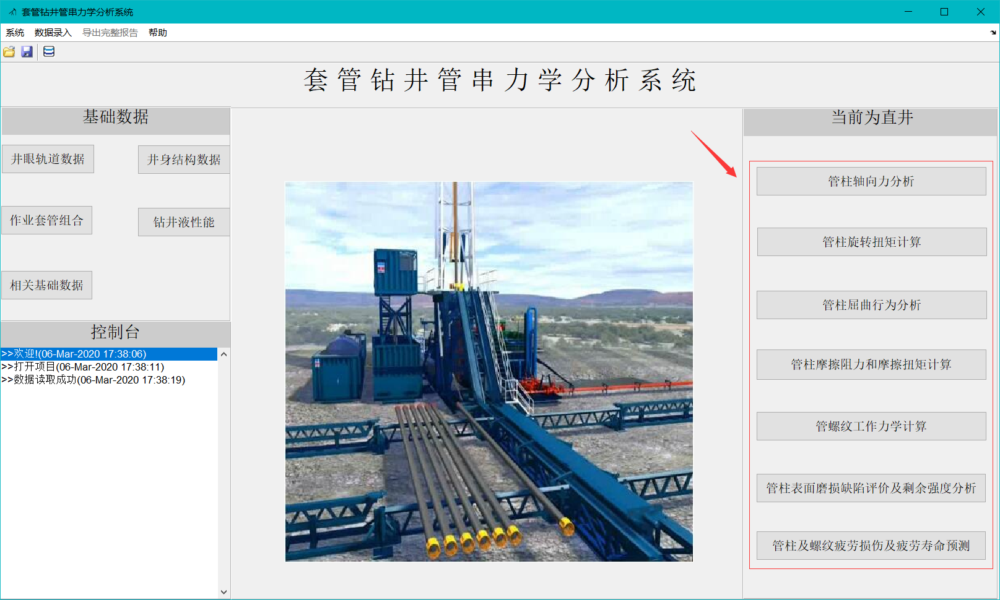 套管钻井管串力学分析系统
系统 数据录入 导出完整报告 帮助
套管钻井管串力学分析系统
基础数据
井眼轨道数据 井身结构数据
作业套管组合 钻井液性能
相关基础数据
控制台
>>欢迎!(06-Mar-2020 17:38:06)
>>打开项目(06-Mar-2020 17:38:11)
>>数据读取成功(06-Mar-2020 17:38:19)
当前为直井
管柱轴向力分析
管柱旋转扭矩计算
管柱屈曲行为分析
管柱摩擦阻力和摩擦扭矩计算
管螺纹工作力学计算
管柱表面磨损缺陷评价及剩余强度分析
管柱及螺纹疲劳损伤及疲劳寿命预测